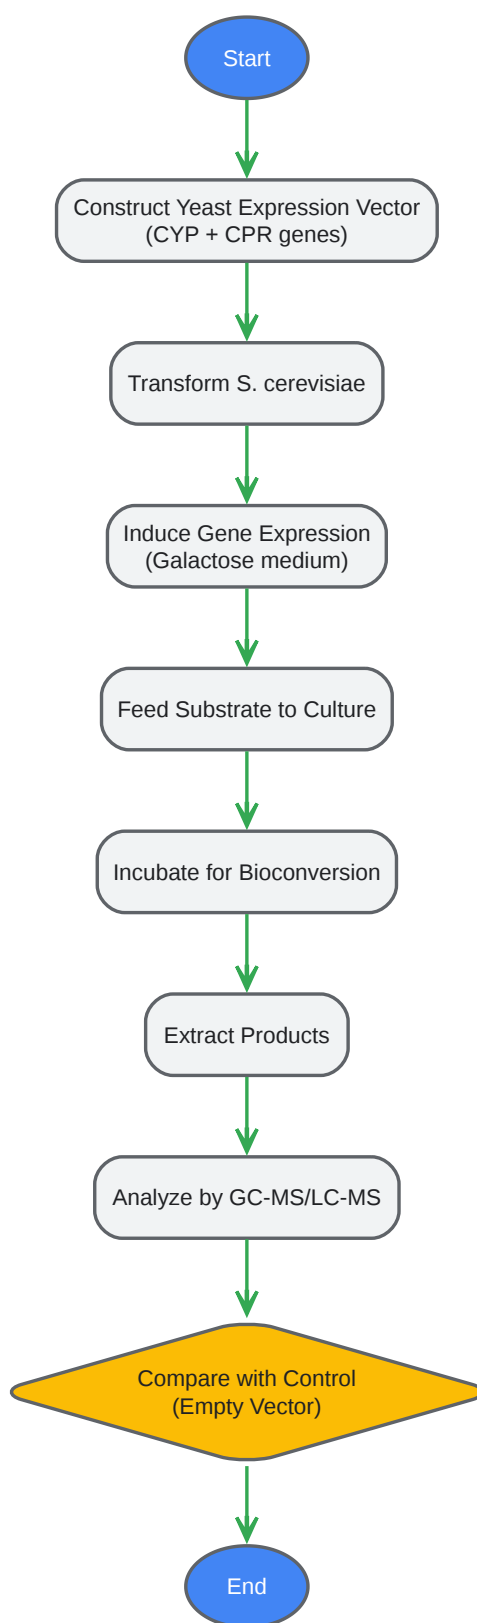 Start
Construct Yeast Expression Vector
(CYP + CPR genes)
Transform S. cerevisiae
Induce Gene Expression
(Galactose medium)
Feed Substrate to Culture
Incubate for Bioconversion
Extract Products
Analyze by GC-MS/LC-MS
Compare with Control
(Empty Vector)
End